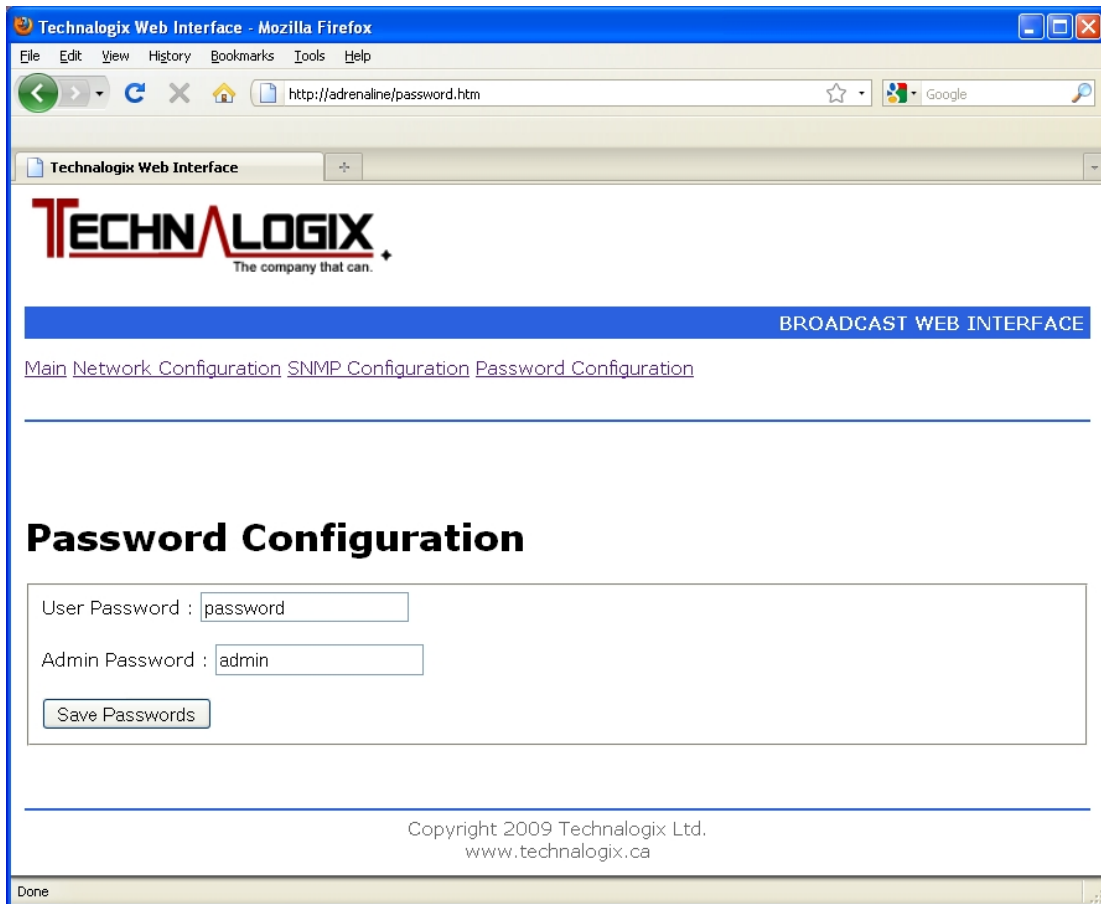 Technalogix Web Interface - Mozilla Firefox
File Edit View History Bookmarks Tools Help
http://adrenaline/password.htm Google
Technalogix Web Interface
TECHNALOGIX
The company that can.
BROADCAST WEB INTERFACE
Main Network Configuration SNMP Configuration Password Configuration
Password Configuration
User Password : password
Admin Password : admin
Save Passwords
Copyright 2009 Technalogix Ltd.
www.technalogix.ca
Done